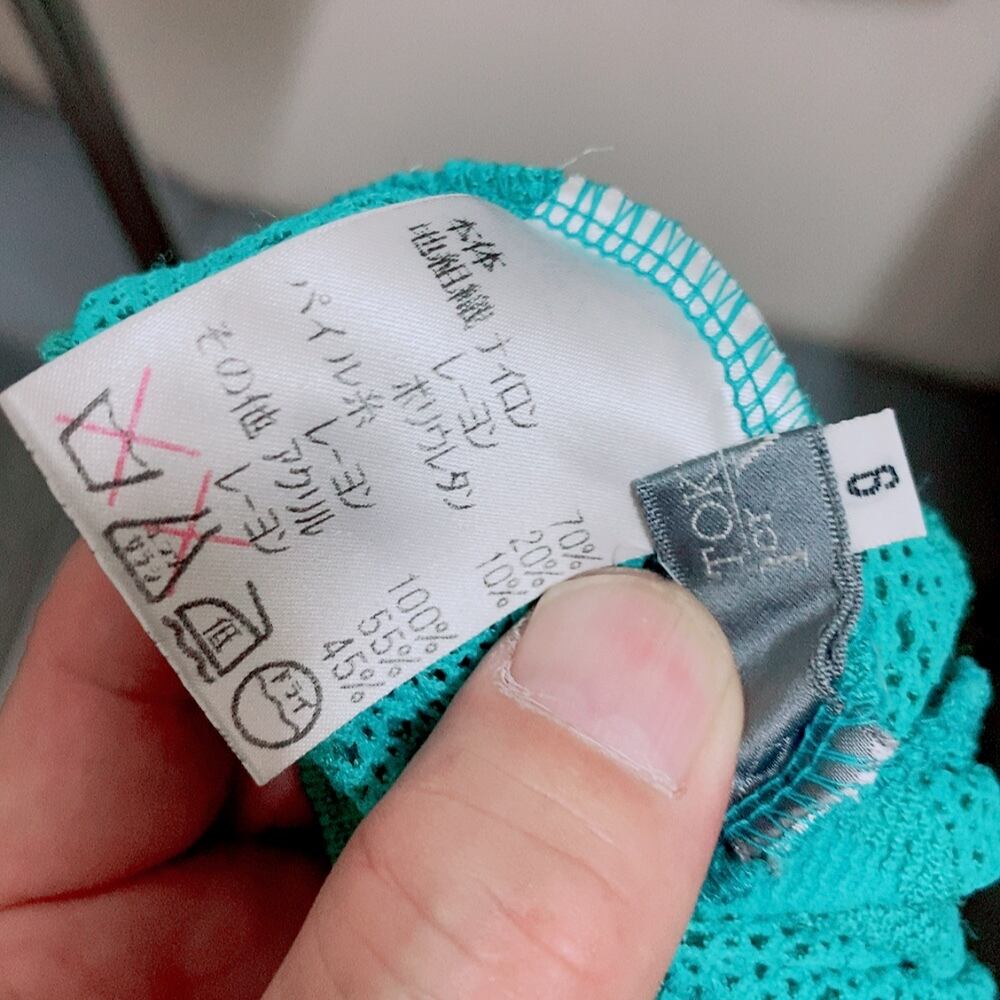 本体
地組織 ナイロン 70%
レーヨン 20%
ポリウレタン 10%
パイル糸 レーヨン 100%
その他 アクリル 55%
レーヨン 45%
低
ドライ
9